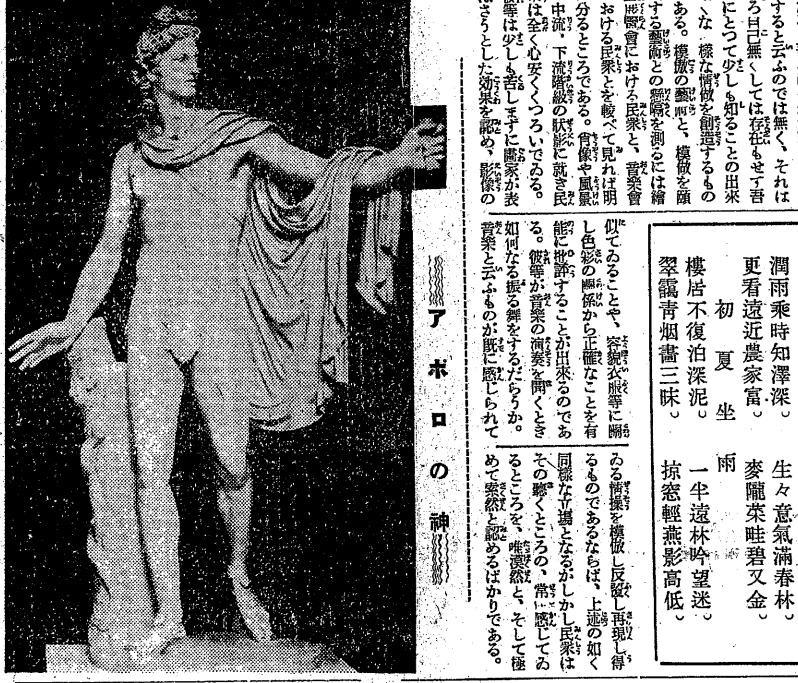 すると云ふのでは無く、それは
ろ自己無くしては存在もせず吾
にとつて少しも知ることの出來
くな 樣な情倣を創造するもの
ある。模倣の藝術と、模倣を願
する藝術との懸隔を測るには繪
展覽會における民衆と、音樂會
おける民衆とを較べて見れば明
分るところである。肖像や風景
中流、下流階級の狀態に就き民
は全く心安くくつろいでゐる。
彼等は少しも苦しまずに畫家が表
はさうとした効果を認め、影像の
似てゐることや、容貌衣服等に關
し色彩の關係から正確なことを有
能に批評することが出來るのであ
る。彼等が音樂の演奏を聞くとき
如何なる振る舞をするだらうか。
音樂と云ふものが既に感じられて
ゐる情操を模倣し反覆し再現し得
るものであるならば、上述の如く
同樣な立場となるがしかし民衆は
その聽くところの、常に感じてゐ
るところを、唯漠然と、そして極
めて索然と認めるばかりである。
潤雨乘時知澤深。 生々意氣滿春林。
更看遠近農家富。 麥隴菜畦碧又金。
初夏坐雨
樓居不復泊深泥。 一半遠林吟望迷。
翠靄靑烟畫三昧。 掠窓輕燕影高低。
アポロの神